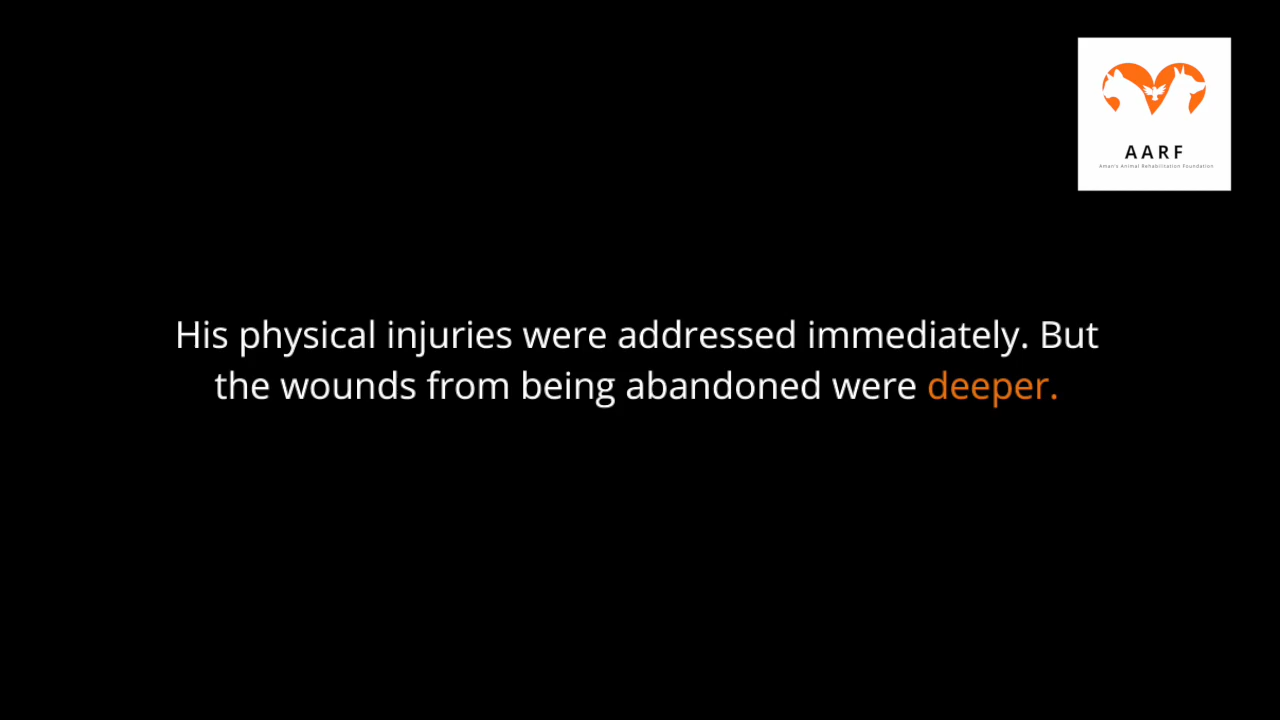 AARF
Aman's Animal Rehabilitation Foundation
His physical injuries were addressed immediately. But
the wounds from being abandoned were deeper.